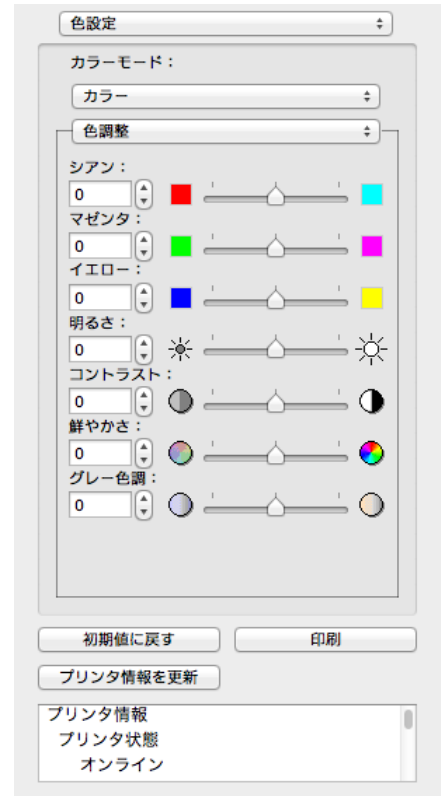 色設定
カラーモード：
カラー
色調整
シアン：
0
マゼンタ：
0
イエロー：
0
明るさ：
0
コントラスト：
0
鮮やかさ：
0
グレー色調：
0
初期値に戻す 印刷
プリンタ情報を更新
プリンタ情報
プリンタ状態
オンライン